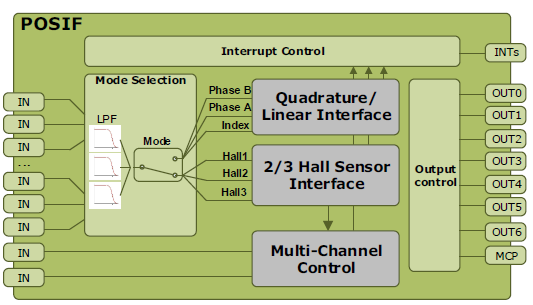 POSIF
Interrupt Control
INTs
Mode Selection
LPF
Mode
IN
IN
IN
...
IN
IN
IN
IN
IN
Phase B
Phase A
Index
Hall1
Hall2
Hall3
Quadrature/
Linear Interface
2/3 Hall Sensor
Interface
Multi-Channel
Control
Output
control
OUT0
OUT1
OUT2
OUT3
OUT4
OUT5
OUT6
MCP